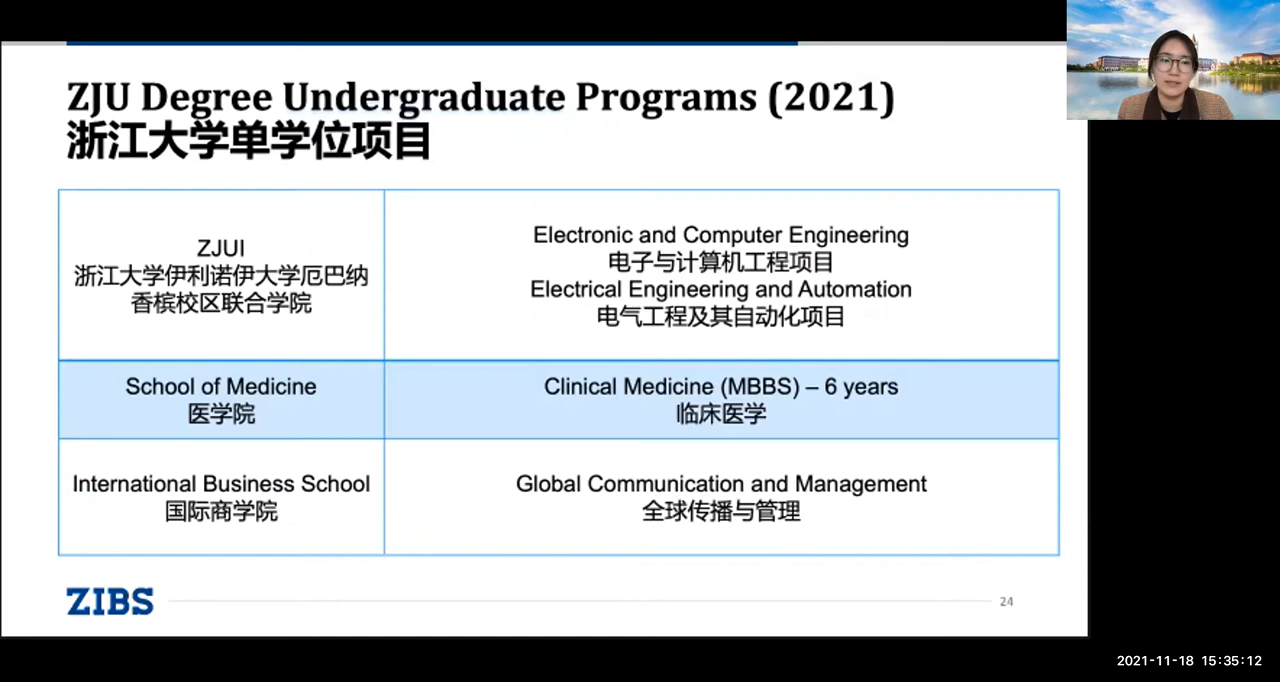 ZJU Degree Undergraduate Programs (2021)
浙江大学单学位项目
ZJUI
浙江大学伊利诺伊大学厄巴纳
香槟校区联合学院
Electronic and Computer Engineering
电子与计算机工程项目
Electrical Engineering and Automation
电气工程及其自动化项目
School of Medicine
医学院
Clinical Medicine (MBBS) – 6 years
临床医学
International Business School
国际商学院
Global Communication and Management
全球传播与管理
ZIBS
24
2021-11-18 15:35:12